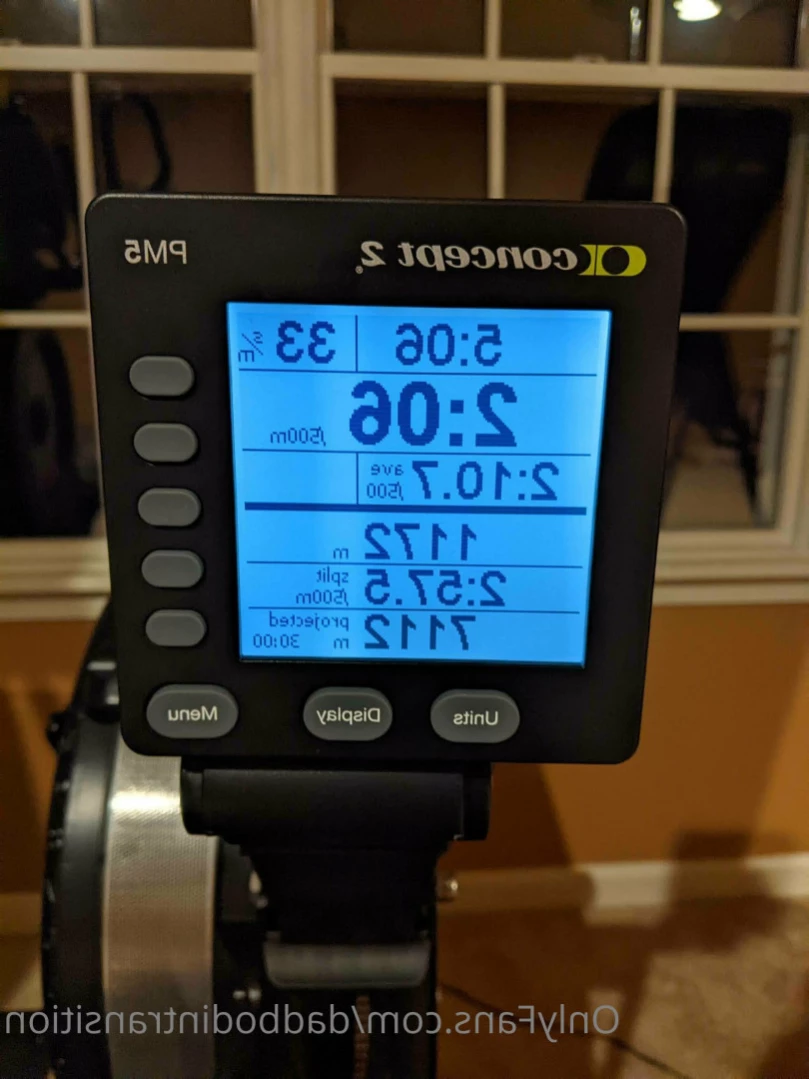 concept 2.
PM5
5:06
33 s/m
2:06 /500m
2:10.7 ave /500
1172 m
2:57.5 split /500m
7112 m projected 30:00
Units
Display
Menu
OnlyFans.com/dadbodintransition